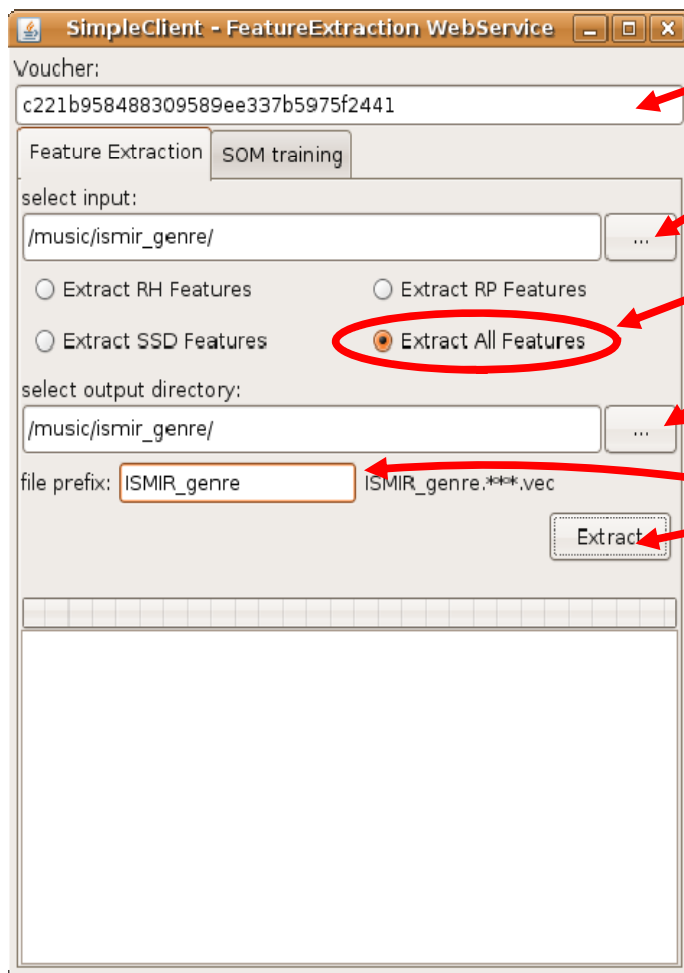 SimpleClient - FeatureExtraction WebService
Voucher:
c221b958488309589ee337b5975f2441
Feature Extraction SOM training
select input:
/music/ismir_genre/ ...
Extract RH Features Extract RP Features
Extract SSD Features Extract All Features
select output directory:
/music/ismir_genre/ ...
file prefix: ISMIR_genre ISMIR_genre.***.vec
Extract